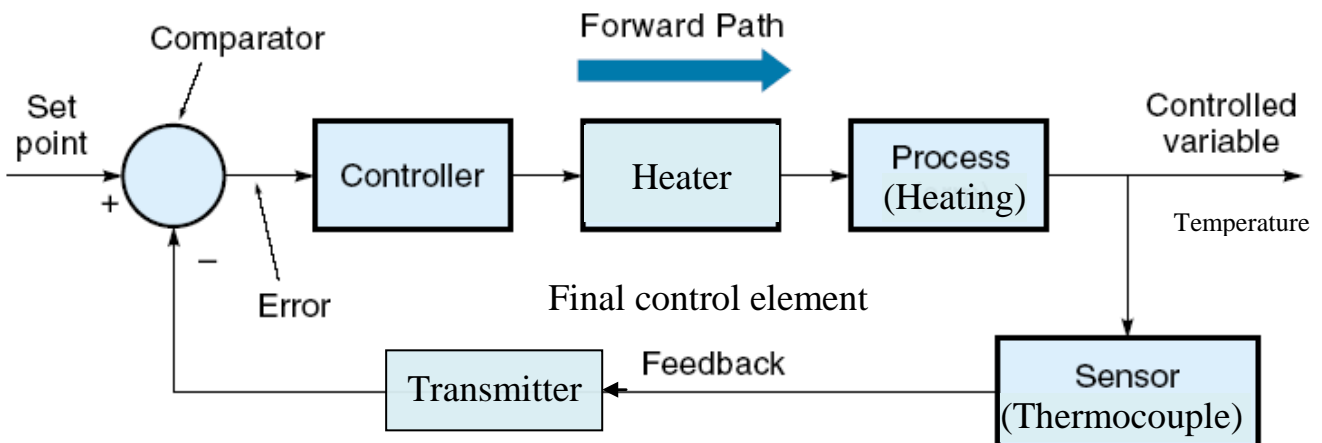 Forward Path
Comparator
Set
point
+
−
Error
Controller
Heater
Process
(Heating)
Controlled
variable
Temperature
Final control element
Feedback
Transmitter
Sensor
(Thermocouple)